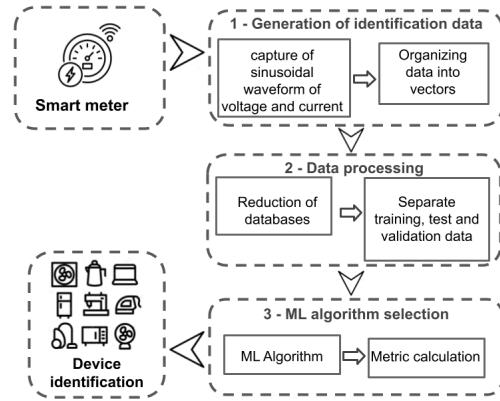 Smart meter
1 - Generation of identification data
capture of
sinusoidal
waveform of
voltage and current
Organizing
data into
vectors
2 - Data processing
Reduction of
databases
Separate
training, test and
validation data
3 - ML algorithm selection
ML Algorithm
Metric calculation
Device
identification